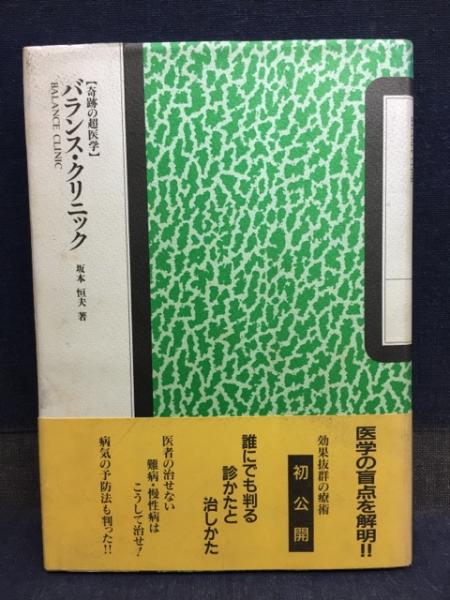 【奇跡の超医学】
バランス・クリニック
BALANCE CLINIC
坂本 恒夫 著
医学の盲点を解明!!
効果抜群の療術
初公開
誰にでも判る
診かたと
治しかた
医者の治せない
難病・慢性病は
こうして治せ!
病気の予防法も判った!!